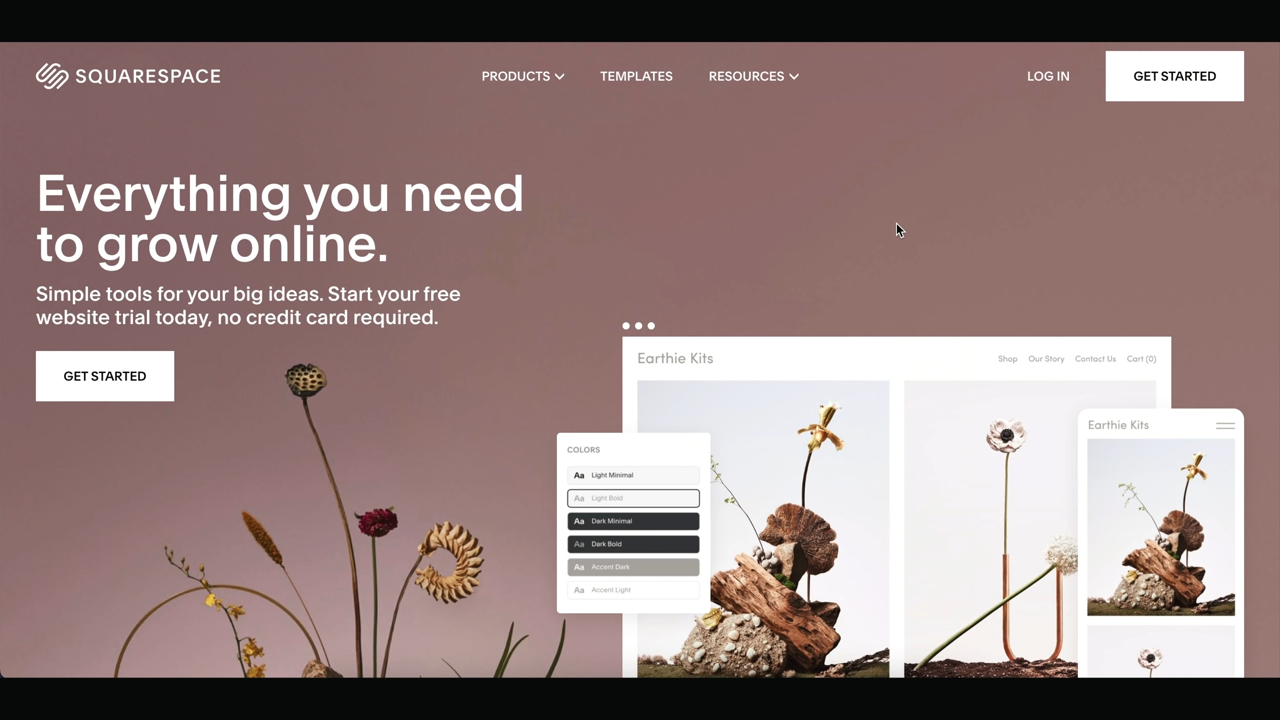 SQUARESPACE
PRODUCTS
TEMPLATES
RESOURCES
LOG IN
GET STARTED
Everything you need
to grow online.
Simple tools for your big ideas. Start your free
website trial today, no credit card required.
GET STARTED
Earthie Kits
Shop
Our Story
Contact Us
Cart (0)
COLORS
Aa Light Minimal
Aa Light Bold
Aa Dark Minimal
Aa Dark Bold
Aa Accent Dark
Aa Accent Light
Earthie Kits